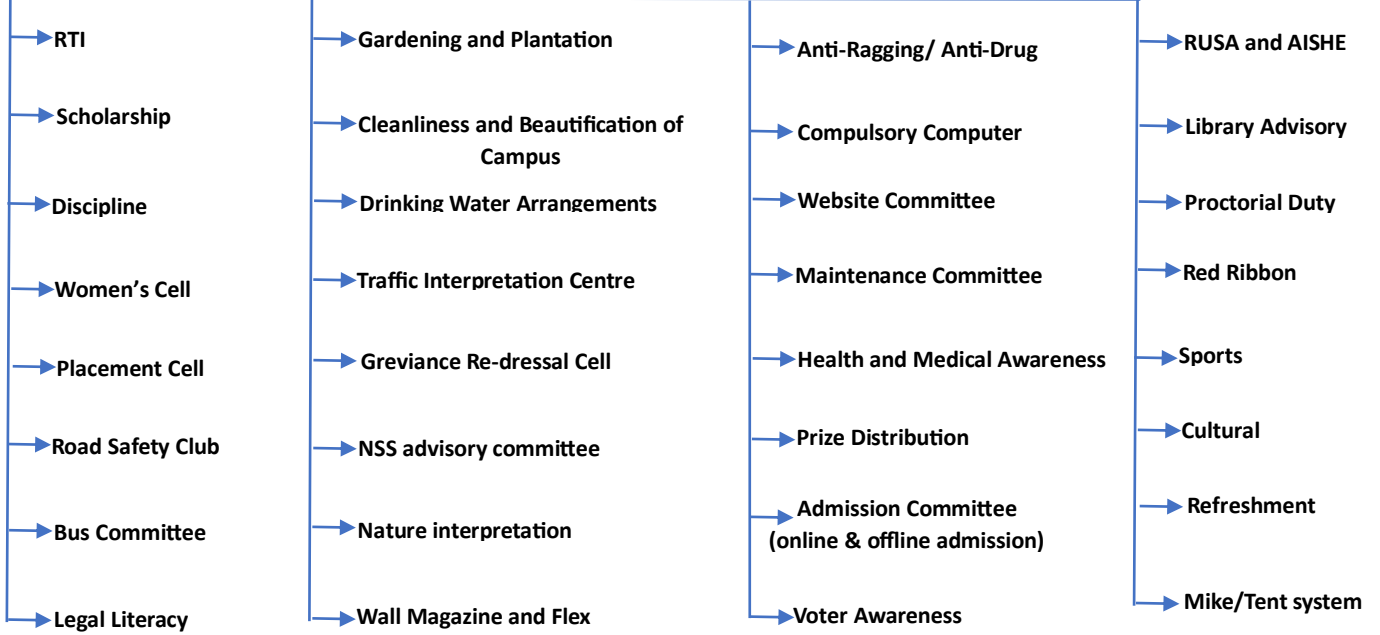 RTI
Scholarship
Discipline
Women's Cell
Placement Cell
Road Safety Club
Bus Committee
Legal Literacy
Gardening and Plantation
Cleanliness and Beautification of
Campus
Drinking Water Arrangements
Traffic Interpretation Centre
Greviance Re-dressal Cell
NSS advisory committee
Nature interpretation
Wall Magazine and Flex
Anti-Ragging/ Anti-Drug
Compulsory Computer
Website Committee
Maintenance Committee
Health and Medical Awareness
Prize Distribution
Admission Committee
(online & offline admission)
Voter Awareness
RUSA and AISHE
Library Advisory
Proctorial Duty
Red Ribbon
Sports
Cultural
Refreshment
Mike/Tent system